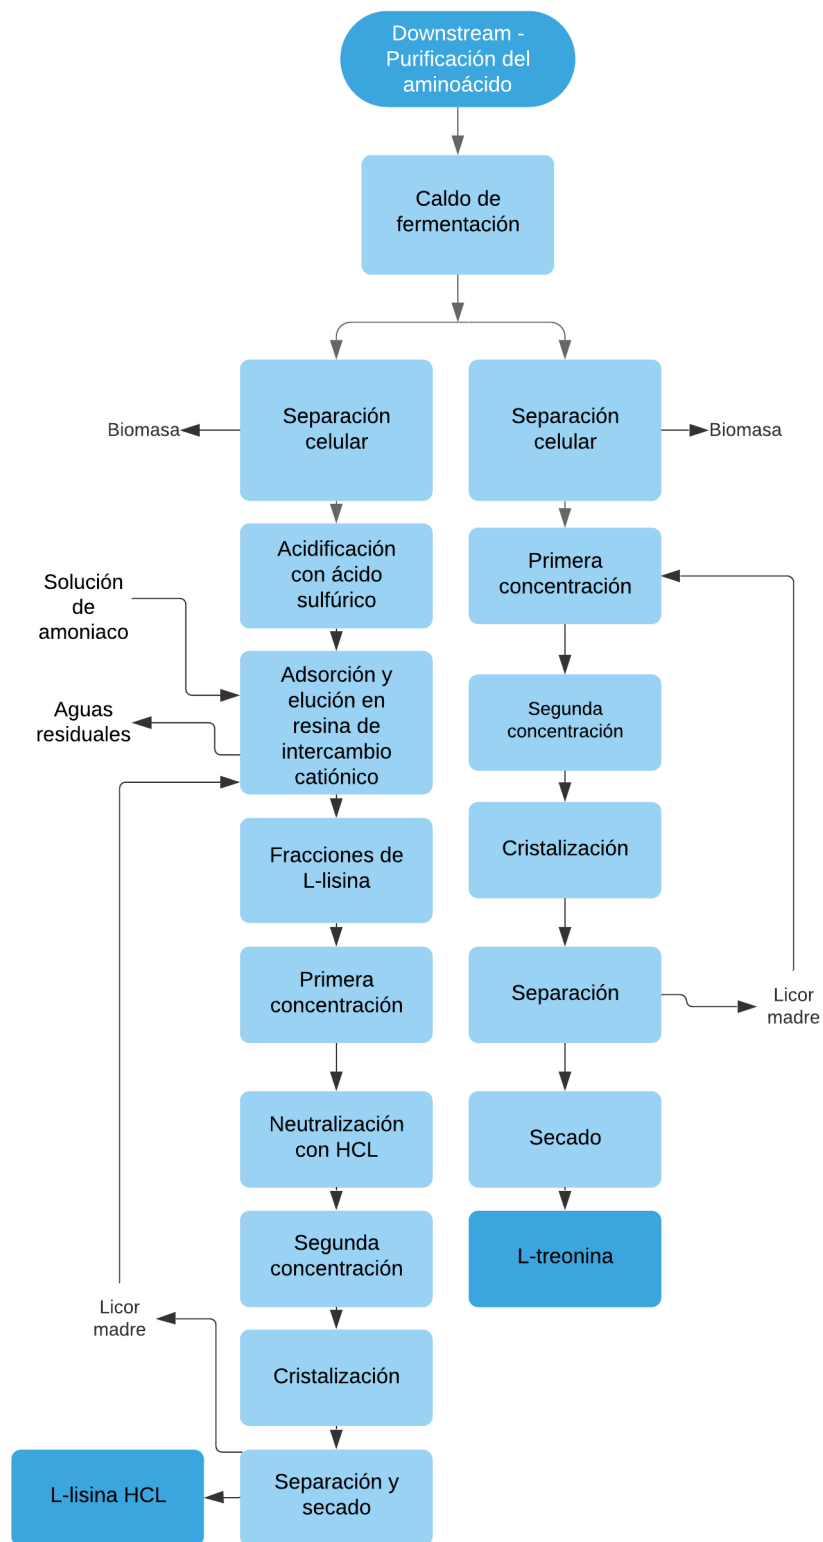 Downstream -
Purificación del
aminoácido
Caldo de
fermentación
Separación
celular
Separación
celular
Biomasa
Biomasa
Acidificación
con ácido
sulfúrico
Primera
concentración
Solución
de
amoniaco
Adsorción y
elución en
resina de
intercambio
catiónico
Aguas
residuales
Segunda
concentración
Fracciones de
L-lisina
Cristalización
Primera
concentración
Separación
Licor
madre
Neutralización
con HCL
Secado
Segunda
concentración
L-treonina
Licor
madre
Cristalización
Separación y
secado
L-lisina HCL